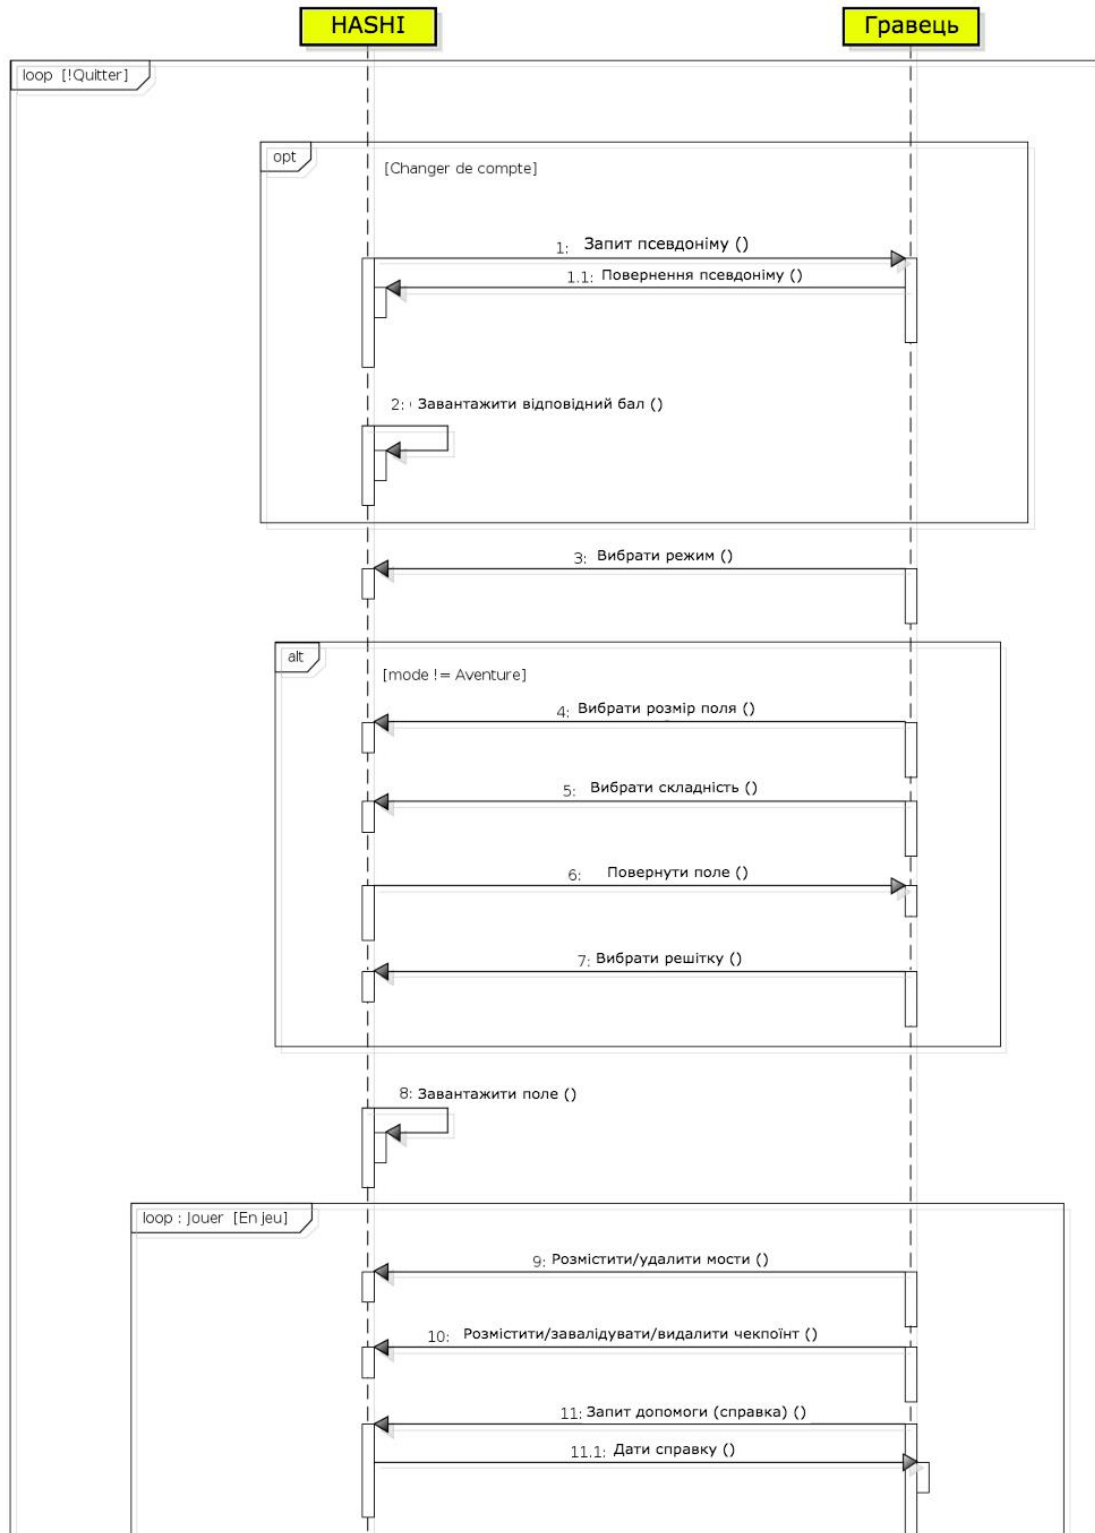 HASHI
Гравець
loop [!Quitter]
opt
[Changer de compte]
1: Запит псевдоніму ()
1.1: Повернення псевдоніму ()
2: Завантажити відповідний бал ()
3: Вибрати режим ()
alt
[mode != Aventure]
4: Вибрати розмір поля ()
5: Вибрати складність ()
6: Повернути поле ()
7: Вибрати решітку ()
8: Завантажити поле ()
loop : Jouer [En jeu]
9: Розмістити/удалити мости ()
10: Розмістити/завалідувати/видалити чекпоїнт ()
11: Запит допомоги (справка) ()
11.1: Дати справку ()